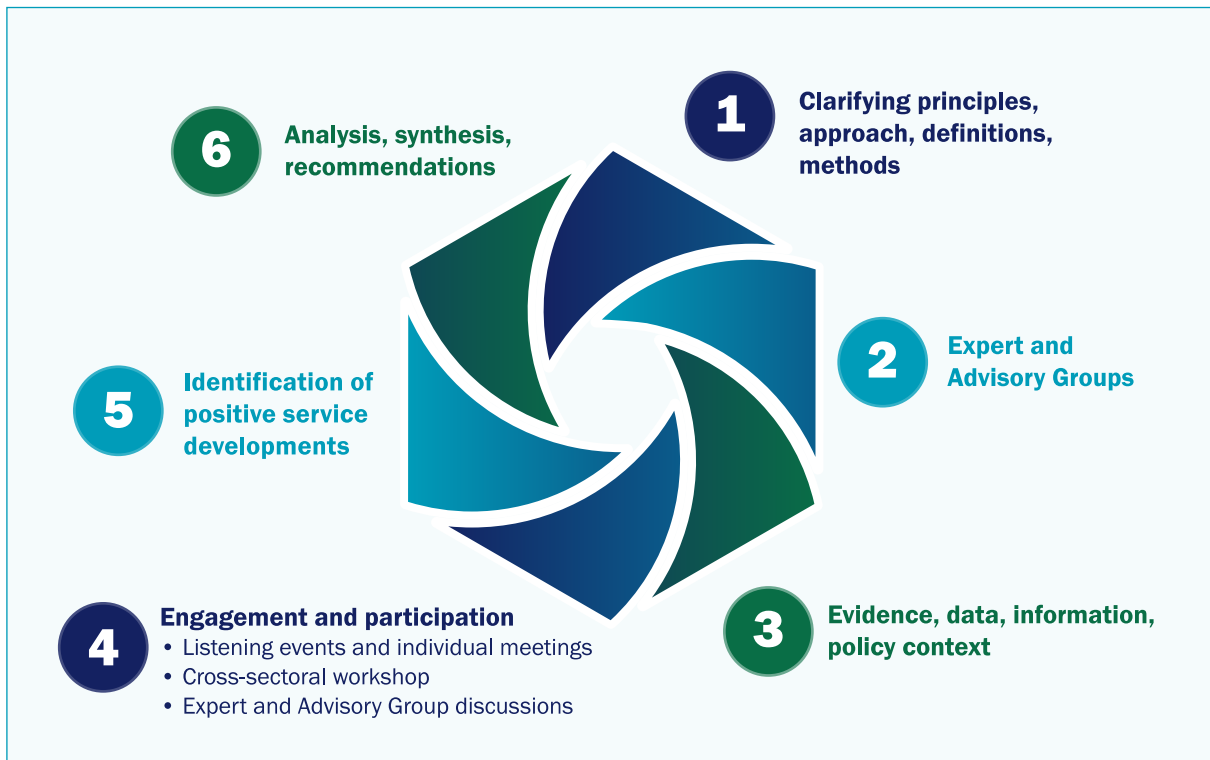 1
Clarifying principles,
approach, definitions,
methods
2
Expert and
Advisory Groups
3
Evidence, data, information,
policy context
4
Engagement and participation
• Listening events and individual meetings
• Cross-sectoral workshop
• Expert and Advisory Group discussions
5
Identification of
positive service
developments
6
Analysis, synthesis,
recommendations